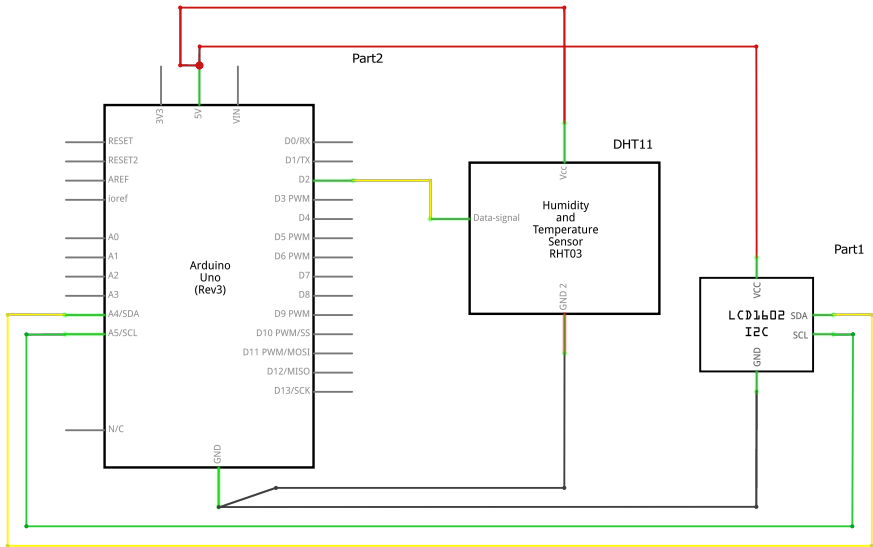 Part2
3V3
5V
VIN
RESET
RESET2
AREF
ioref
A0
A1
A2
A3
A4/SDA
A5/SCL
N/C
Arduino
Uno
(Rev3)
D0/RX
D1/TX
D2
D3 PWM
D4
D5 PWM
D6 PWM
D7
D8
D9 PWM
D10 PWM/SS
D11 PWM/MOSI
D12/MISO
D13/SCK
GND
DHT11
Vcc
Data-signal
Humidity
and
Temperature
Sensor
RHT03
GND 2
Part1
VCC
LCD1602
I2C
SDA
SCL
GND